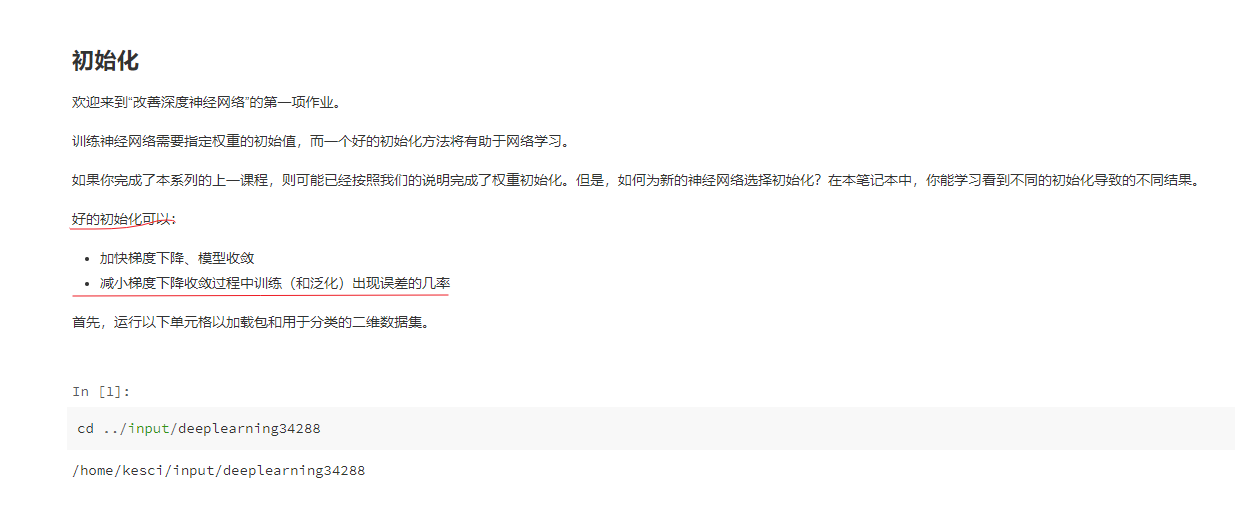 初始化
欢迎来到“改善深度神经网络”的第一项作业。
训练神经网络需要指定权重的初始值，而一个好的初始化方法将有助于网络学习。
如果你完成了本系列的上一课程，则可能已经按照我们的说明完成了权重初始化。但是，如何为新的神经网络选择初始化？在本笔记本中，你能学习看到不同的初始化导致的不同结果。
好的初始化可以：
• 加快梯度下降、模型收敛
• 减小梯度下降收敛过程中训练（和泛化）出现误差的几率
首先，运行以下单元格以加载包和用于分类的二维数据集。
In [1]:
cd ../input/deeplearning34288
/home/kesci/input/deeplearning34288